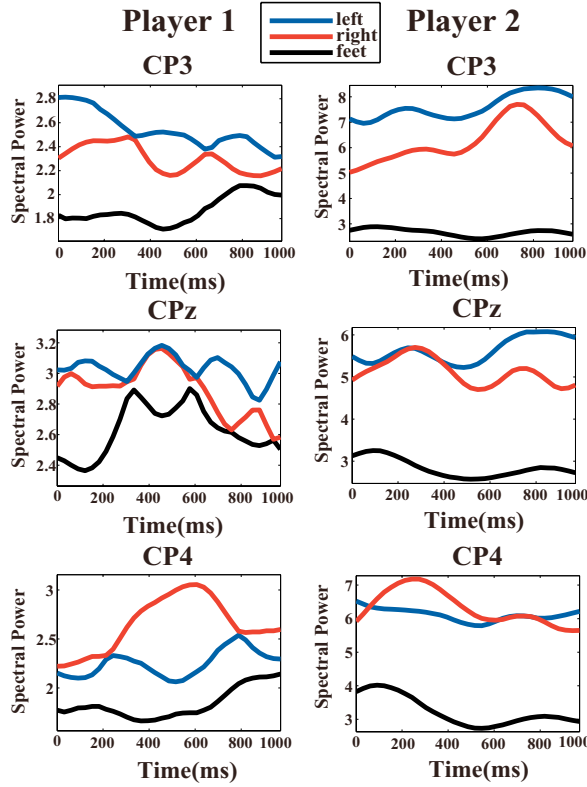 Player 1
left
right
feet
Player 2
CP3
Spectral Power
2.8
2.6
2.4
2.2
2
1.8
0 200 400 600 800 1000
Time(ms)
CP3
Spectral Power
8
7
6
5
4
3
0 200 400 600 800 1000
Time(ms)
CPz
Spectral Power
3.2
3
2.8
2.6
2.4
0 200 400 600 800 1000
Time(ms)
CPz
Spectral Power
6
5
4
3
0 200 400 600 800 1000
Time(ms)
CP4
Spectral Power
3
2.5
2
0 200 400 600 800 1000
Time(ms)
CP4
Spectral Power
7
6
5
4
3
0 200 400 600 800 1000
Time(ms)